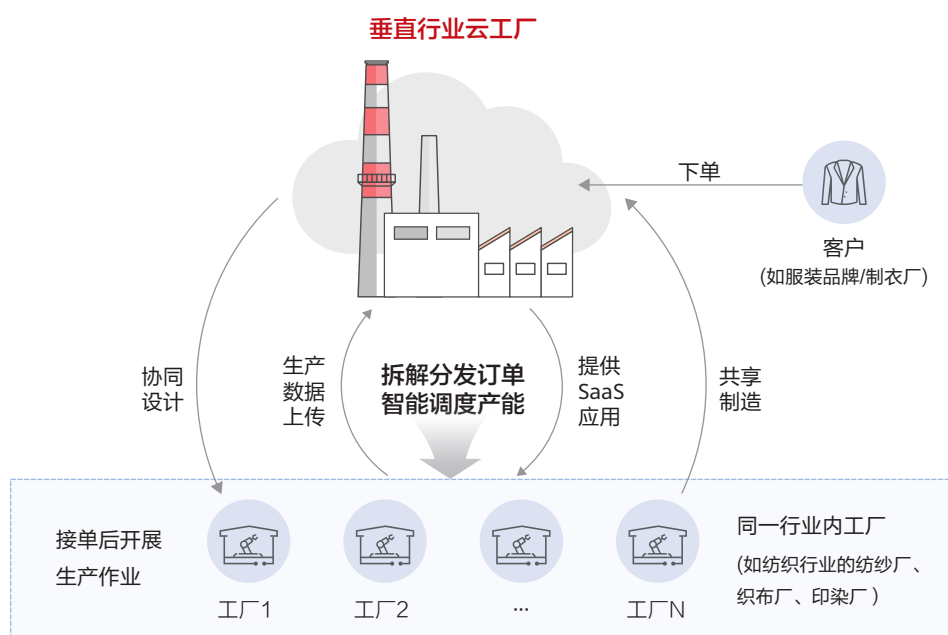 垂直行业云工厂
下单
客户
(如服装品牌/制衣厂)
协同
设计
生产
数据
上传
拆解分发订单
智能调度产能
提供
SaaS
应用
共享
制造
接单后开展
生产作业
工厂1
工厂2
...
工厂N
同一行业内工厂
(如纺织行业的纺纱厂、
织布厂、印染厂 )